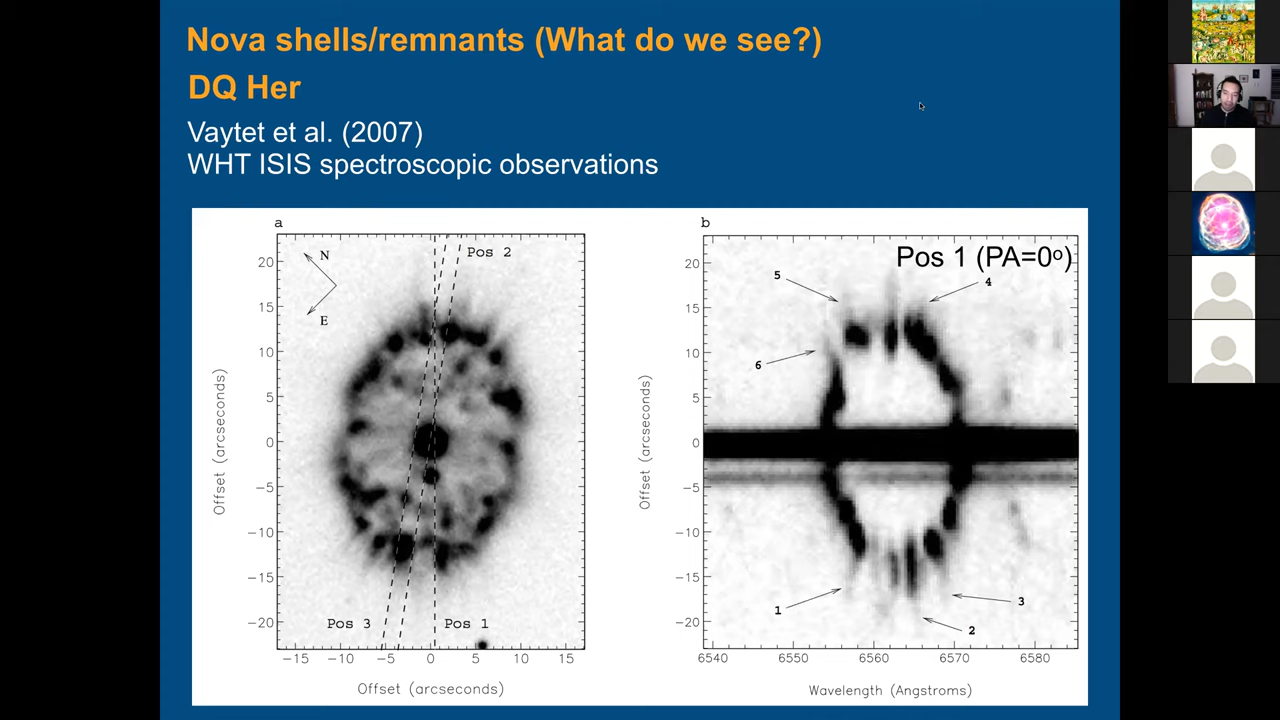 Nova shells/remnants (What do we see?)
DQ Her
Vaytet et al. (2007)
WHT ISIS spectroscopic observations
a
N
E
Pos 2
Pos 3
Pos 1
20
15
10
5
0
−5
−10
−15
−20
−15 −10 −5 0 5 10 15
Offset (arcseconds)
Offset (arcseconds)
b
Pos 1 (PA=0º)
5
4
6
1
3
2
20
15
10
5
0
−5
−10
−15
−20
6540 6550 6560 6570 6580
Offset (arcseconds)
Wavelength (Angstroms)